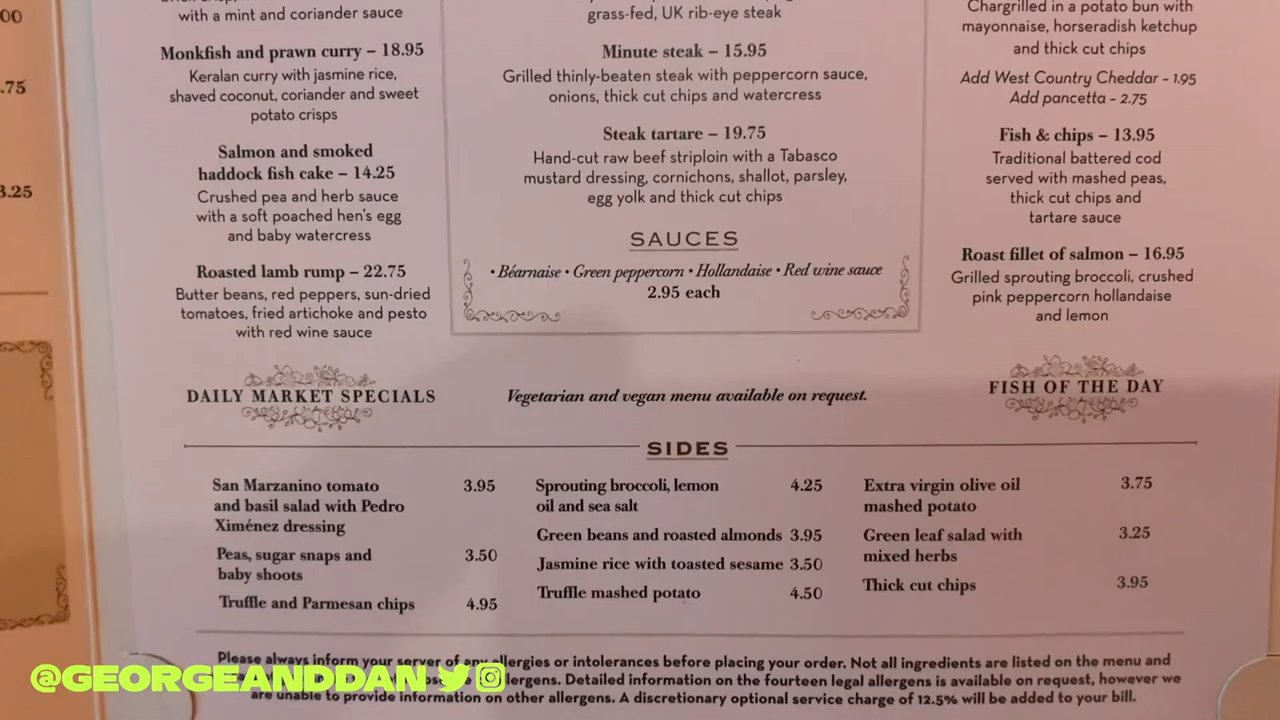 00
.75
3.25
with a mint and coriander sauce
Monkfish and prawn curry – 18.95
Keralan curry with jasmine rice,
shaved coconut, coriander and sweet
potato crisps
Salmon and smoked
haddock fish cake – 14.25
Crushed pea and herb sauce
with a soft poached hen's egg
and baby watercress
Roasted lamb rump – 22.75
Butter beans, red peppers, sun-dried
tomatoes, fried artichoke and pesto
with red wine sauce
grass-fed, UK rib-eye steak
Minute steak – 15.95
Grilled thinly-beaten steak with peppercorn sauce,
onions, thick cut chips and watercress
Steak tartare – 19.75
Hand-cut raw beef striploin with a Tabasco
mustard dressing, cornichons, shallot, parsley,
egg yolk and thick cut chips
SAUCES
• Béarnaise • Green peppercorn • Hollandaise • Red wine sauce
2.95 each
Chargrilled in a potato bun with
mayonnaise, horseradish ketchup
and thick cut chips
Add West Country Cheddar - 1.95
Add pancetta - 2.75
Fish & chips – 13.95
Traditional battered cod
served with mashed peas,
thick cut chips and
tartare sauce
Roast fillet of salmon – 16.95
Grilled sprouting broccoli, crushed
pink peppercorn hollandaise
and lemon
DAILY MARKET SPECIALS
Vegetarian and vegan menu available on request.
FISH OF THE DAY
SIDES
San Marzanino tomato 3.95
and basil salad with Pedro
Ximénez dressing
Peas, sugar snaps and 3.50
baby shoots
Truffle and Parmesan chips 4.95
Sprouting broccoli, lemon 4.25
oil and sea salt
Green beans and roasted almonds 3.95
Jasmine rice with toasted sesame 3.50
Truffle mashed potato 4.50
Extra virgin olive oil 3.75
mashed potato
Green leaf salad with 3.25
mixed herbs
Thick cut chips 3.95
Please always inform your server of any allergies or intolerances before placing your order. Not all ingredients are listed on the menu and
allergens. Detailed information on the fourteen legal allergens is available on request, however we
are unable to provide information on other allergens. A discretionary optional service charge of 12.5% will be added to your bill.
@GEORGEANDDAN